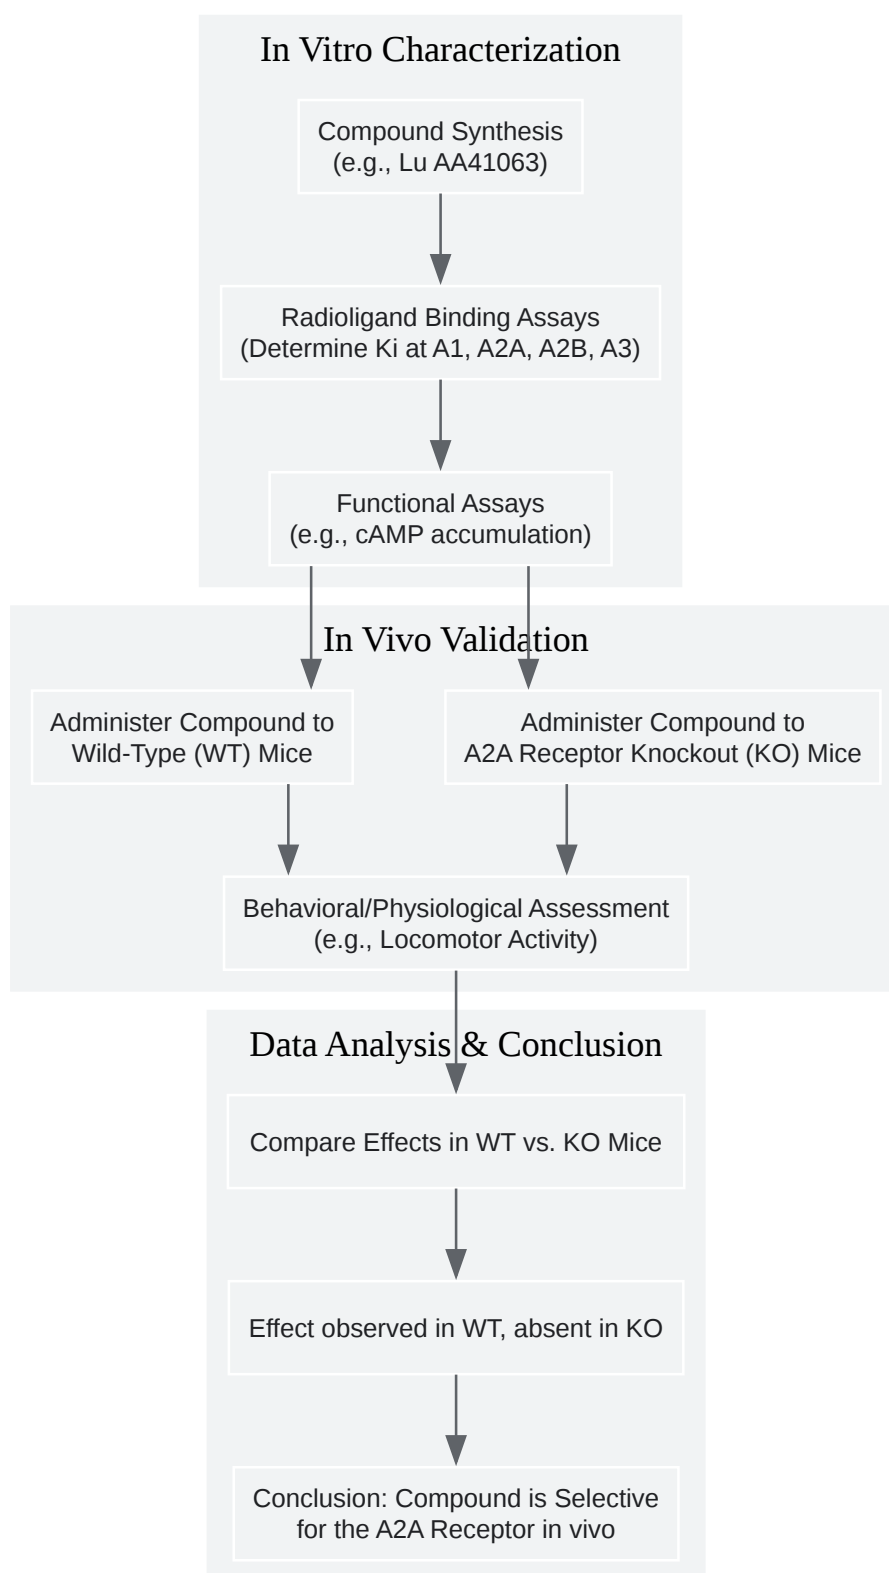 In Vitro Characterization
Compound Synthesis
(e.g., Lu AA41063)
Radioligand Binding Assays
(Determine Ki at A1, A2A, A2B, A3)
Functional Assays
(e.g., cAMP accumulation)
In Vivo Validation
Administer Compound to
Wild-Type (WT) Mice
Administer Compound to
A2A Receptor Knockout (KO) Mice
Behavioral/Physiological Assessment
(e.g., Locomotor Activity)
Data Analysis & Conclusion
Compare Effects in WT vs. KO Mice
Effect observed in WT, absent in KO
Conclusion: Compound is Selective
for the A2A Receptor in vivo